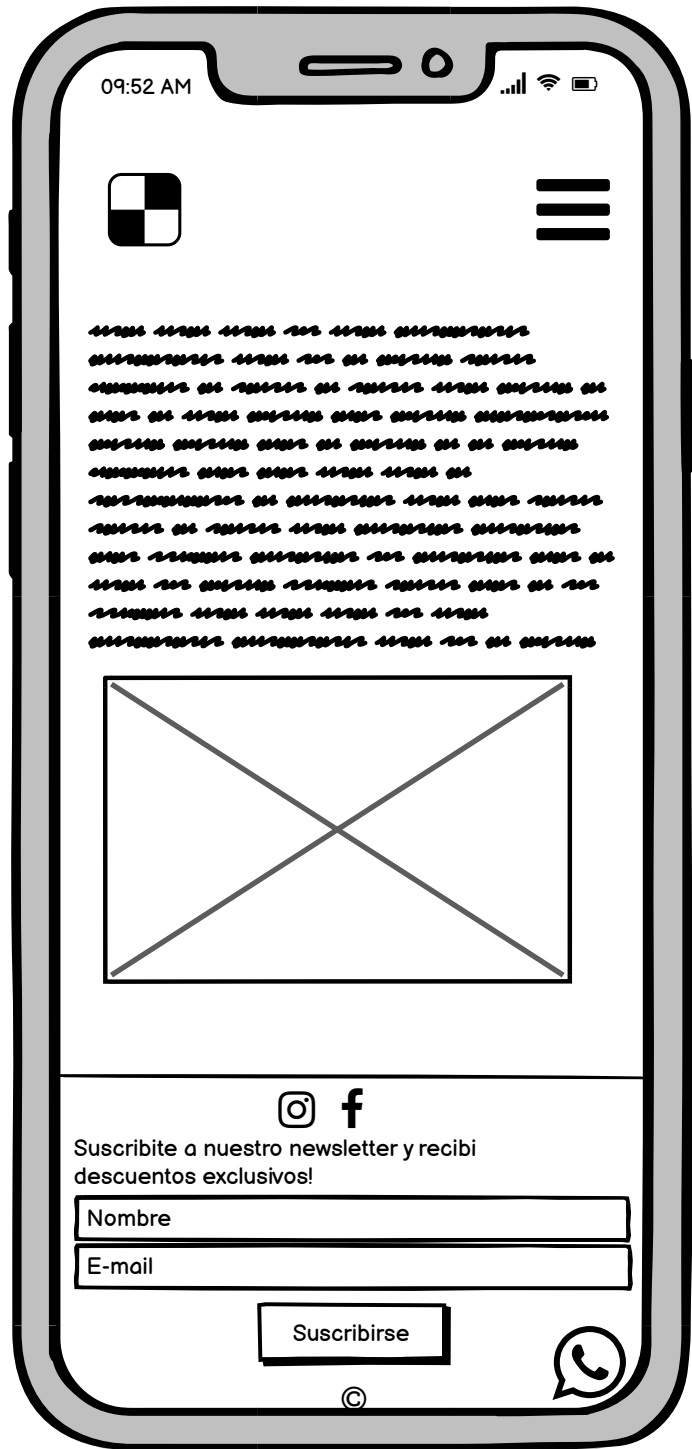 09:52 AM
Suscribite a nuestro newsletter y recibi
descuentos exclusivos!
Nombre
E-mail
Suscribirse
©